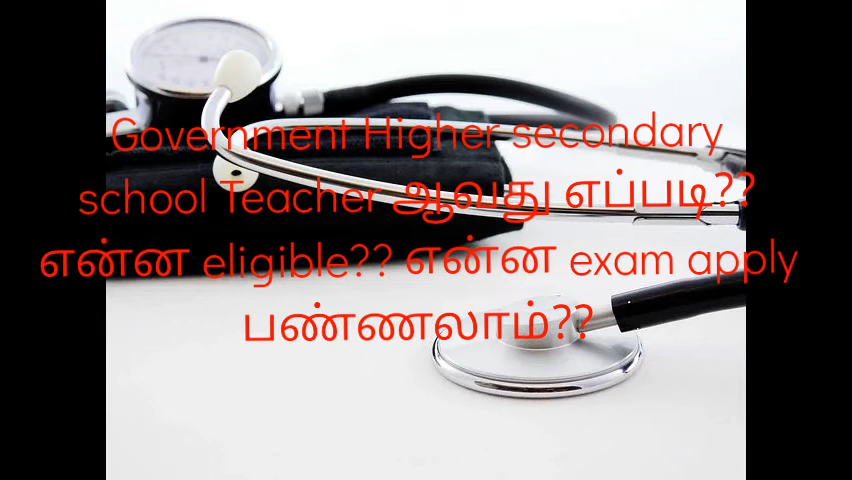 Government Higher secondary
school Teacher ஆவது எப்படி??
என்ன eligible?? என்ன exam apply
பண்ணலாம்??